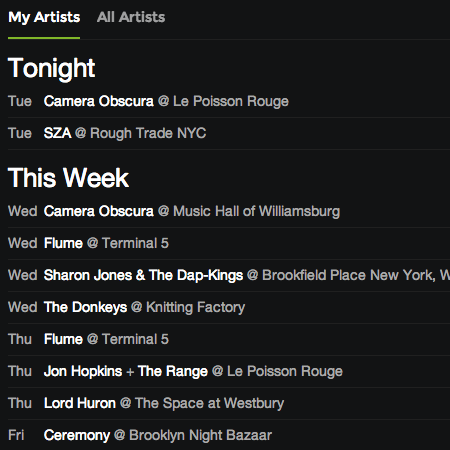 My Artists All Artists
Tonight
Tue Camera Obscura @ Le Poisson Rouge
Tue SZA @ Rough Trade NYC
This Week
Wed Camera Obscura @ Music Hall of Williamsburg
Wed Flume @ Terminal 5
Wed Sharon Jones & The Dap-Kings @ Brookfield Place New York, W
Wed The Donkeys @ Knitting Factory
Thu Flume @ Terminal 5
Thu Jon Hopkins + The Range @ Le Poisson Rouge
Thu Lord Huron @ The Space at Westbury
Fri Ceremony @ Brooklyn Night Bazaar